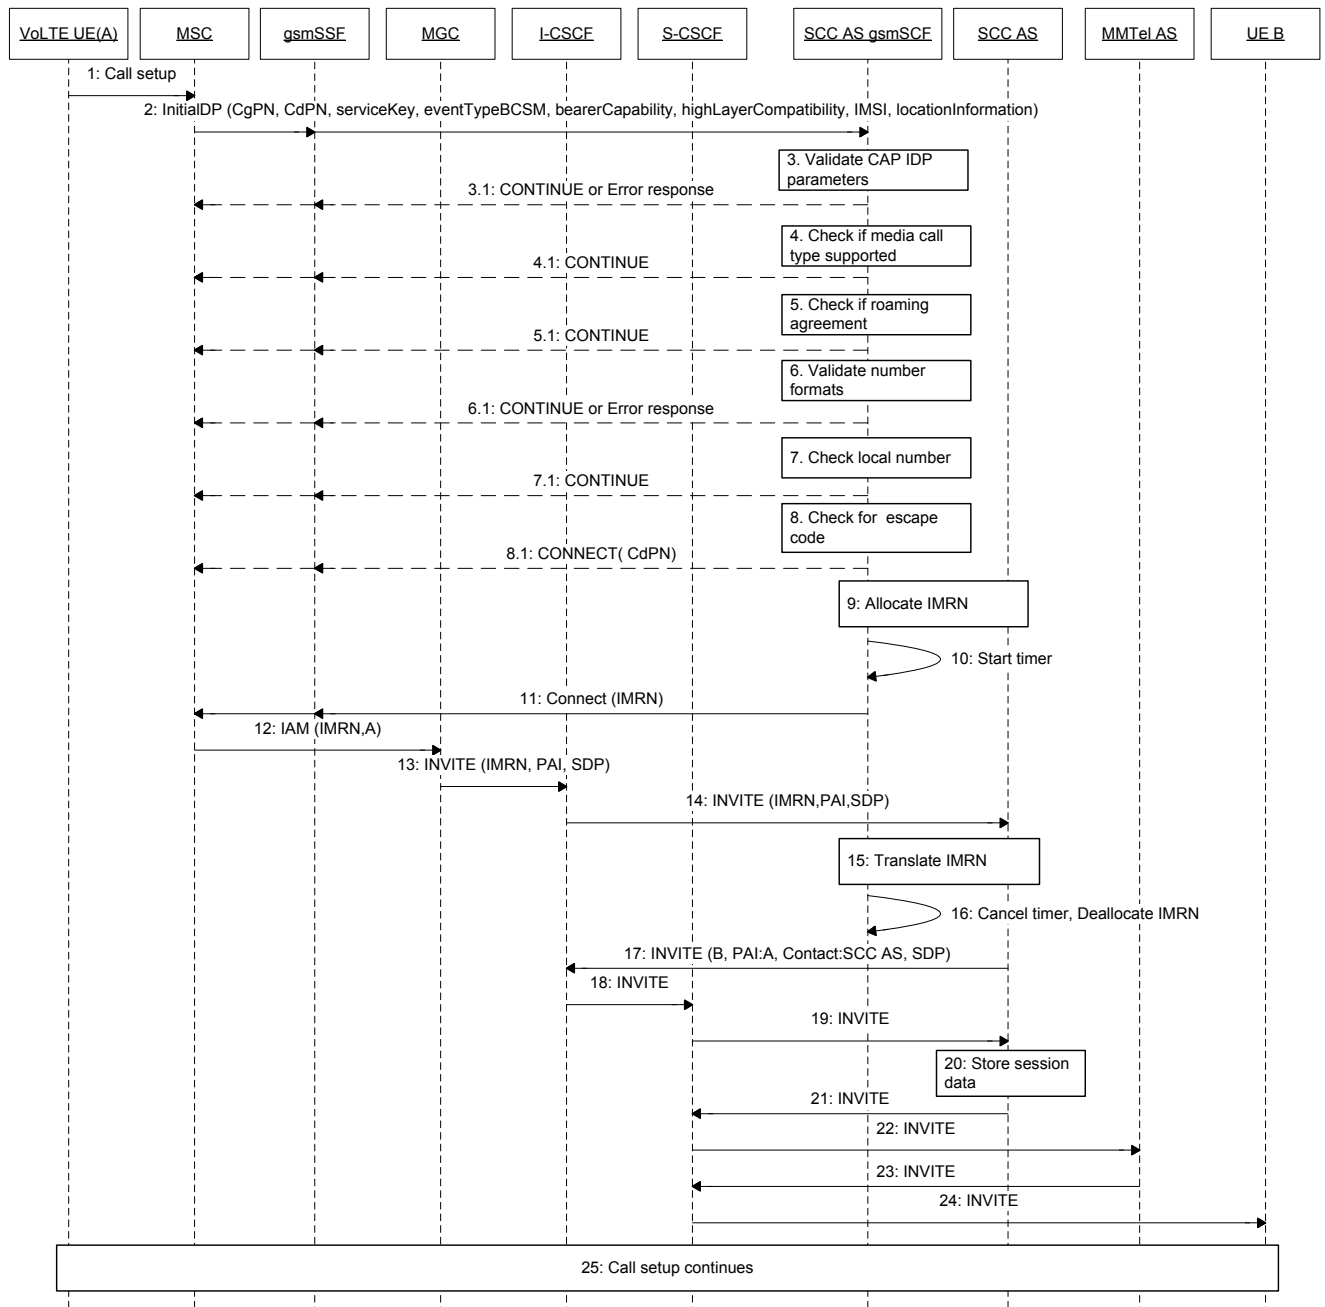 VoLTE UE(A)
MSC
gsmSSF
MGC
I-CSCF
S-CSCF
SCC AS gsmSCF
SCC AS
MMTel AS
UE B
1: Call setup
2: InitialDP (CgPN, CdPN, serviceKey, eventTypeBCSM, bearerCapability, highLayerCompatibility, IMSI, locationInformation)
3. Validate CAP IDP
parameters
3.1: CONTINUE or Error response
4. Check if media call
type supported
4.1: CONTINUE
5. Check if roaming
agreement
5.1: CONTINUE
6. Validate number
formats
6.1: CONTINUE or Error response
7. Check local number
7.1: CONTINUE
8. Check for escape
code
8.1: CONNECT( CdPN)
9: Allocate IMRN
10: Start timer
11: Connect (IMRN)
12: IAM (IMRN,A)
13: INVITE (IMRN, PAI, SDP)
14: INVITE (IMRN,PAI,SDP)
15: Translate IMRN
16: Cancel timer, Deallocate IMRN
17: INVITE (B, PAI:A, Contact:SCC AS, SDP)
18: INVITE
19: INVITE
20: Store session
data
21: INVITE
22: INVITE
23: INVITE
24: INVITE
25: Call setup continues